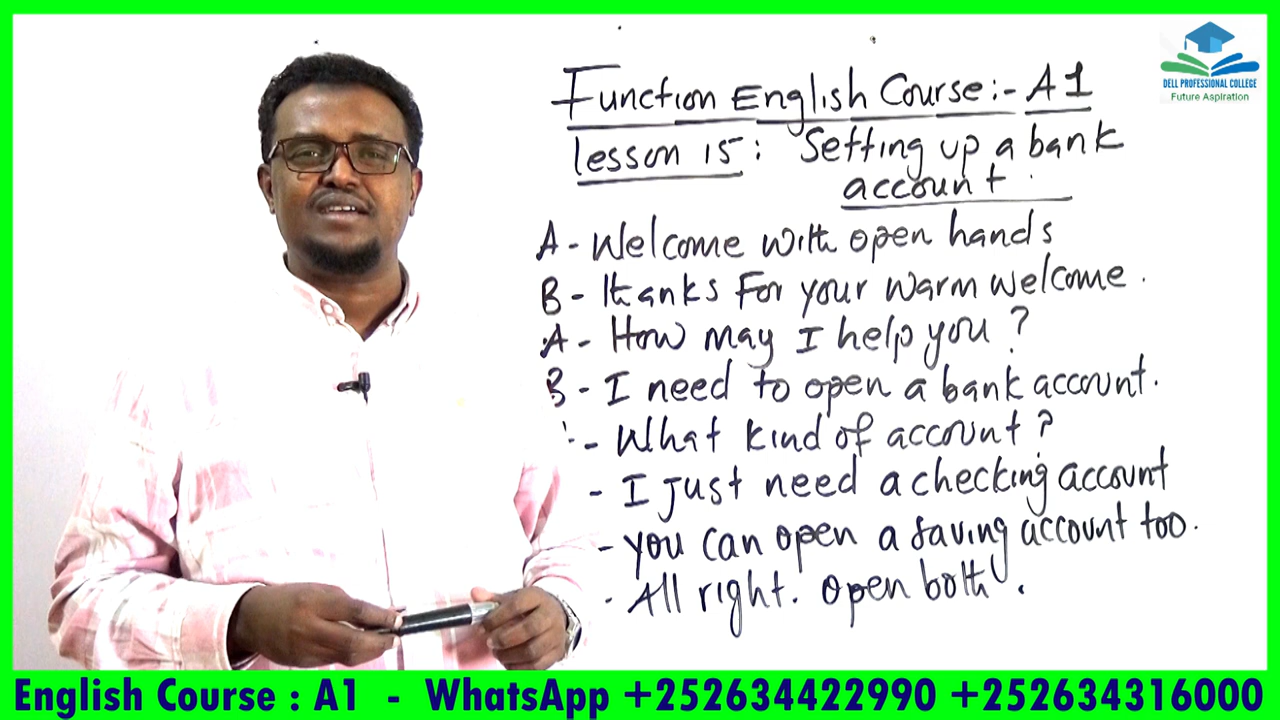 DELL PROFESSIONAL COLLEGE
Future Aspiration
Function English Course:- A1
lesson 15: Setting up a bank
account.
A - Welcome with open hands
B - thanks For your warm welcome.
A - How may I help you?
B - I need to open a bank account.
- What kind of account?
- I just need a checking account
- you can open a saving account too.
- All right. open both.
English Course : A1 - WhatsApp +252634422990 +252634316000